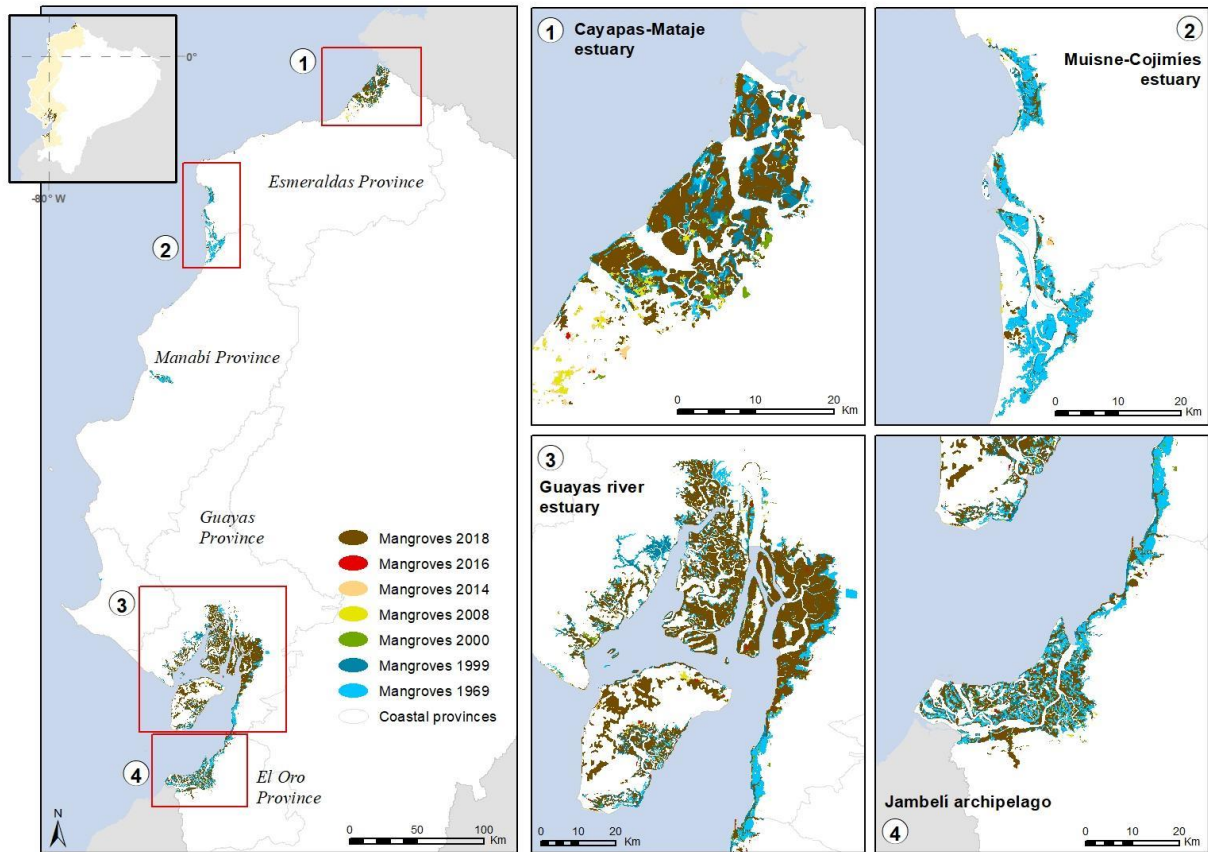 0°
-80° W
1
2
3
4
Esmeraldas Province
Manabí Province
Guayas
Province
El Oro
Province
Mangroves 2018
Mangroves 2016
Mangroves 2014
Mangroves 2008
Mangroves 2000
Mangroves 1999
Mangroves 1969
Coastal provinces
N
0 50 100
Km
1
Cayapas-Mataje
estuary
0 10 20
Km
2
Muisne-Cojimíes
estuary
0 10 20
Km
3
Guayas river
estuary
0 10 20
Km
Jambelí archipelago
4
0 10 20
Km